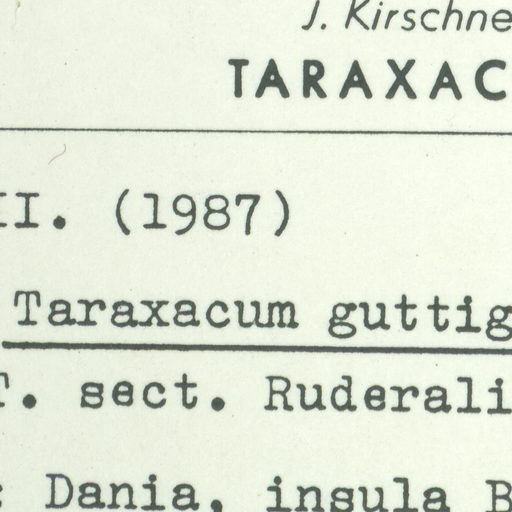 J. Kirschne
TARAXAC
II. (1987)
Taraxacum guttig
T. sect. Ruderali
: Dania, insula B